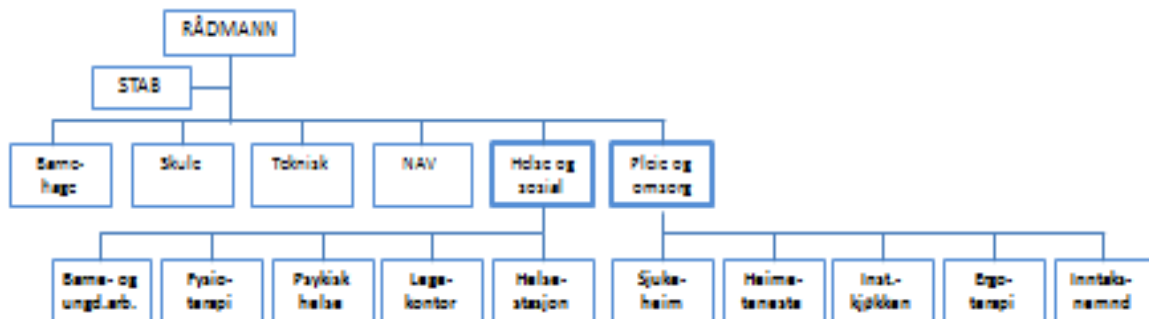 RÅDMANN
STAB
Barne-
hage
Skule
Teknisk
NAV
Helse og
sosial
Pleie og
omsorg
Barne- og
ungd.arb.
Fysio-
terapi
Psykisk
helse
Lege-
kontor
Helse-
stasjon
Sjuke-
heim
Heime-
teneste
Inst.-
kjøkken
Ergo-
terapi
Inntaks-
nemnd